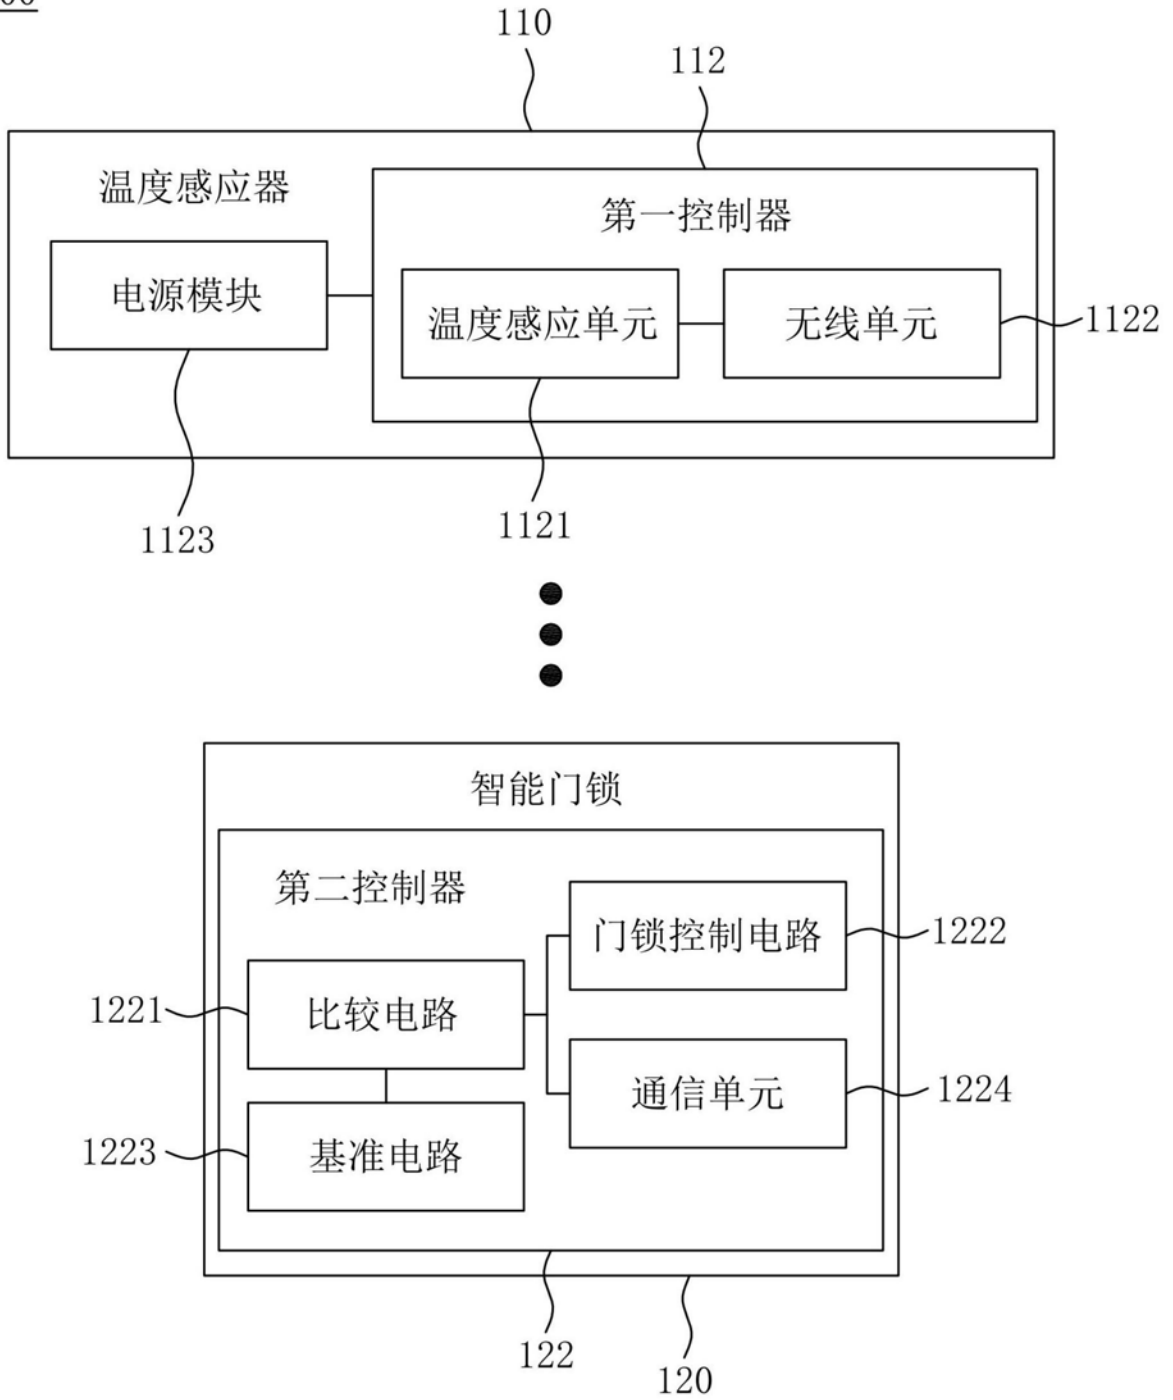 110
112
温度感应器
第一控制器
电源模块
温度感应单元
无线单元
1122
1123
1121
智能门锁
第二控制器
门锁控制电路
1222
1221
比较电路
通信单元
1224
1223
基准电路
122
120